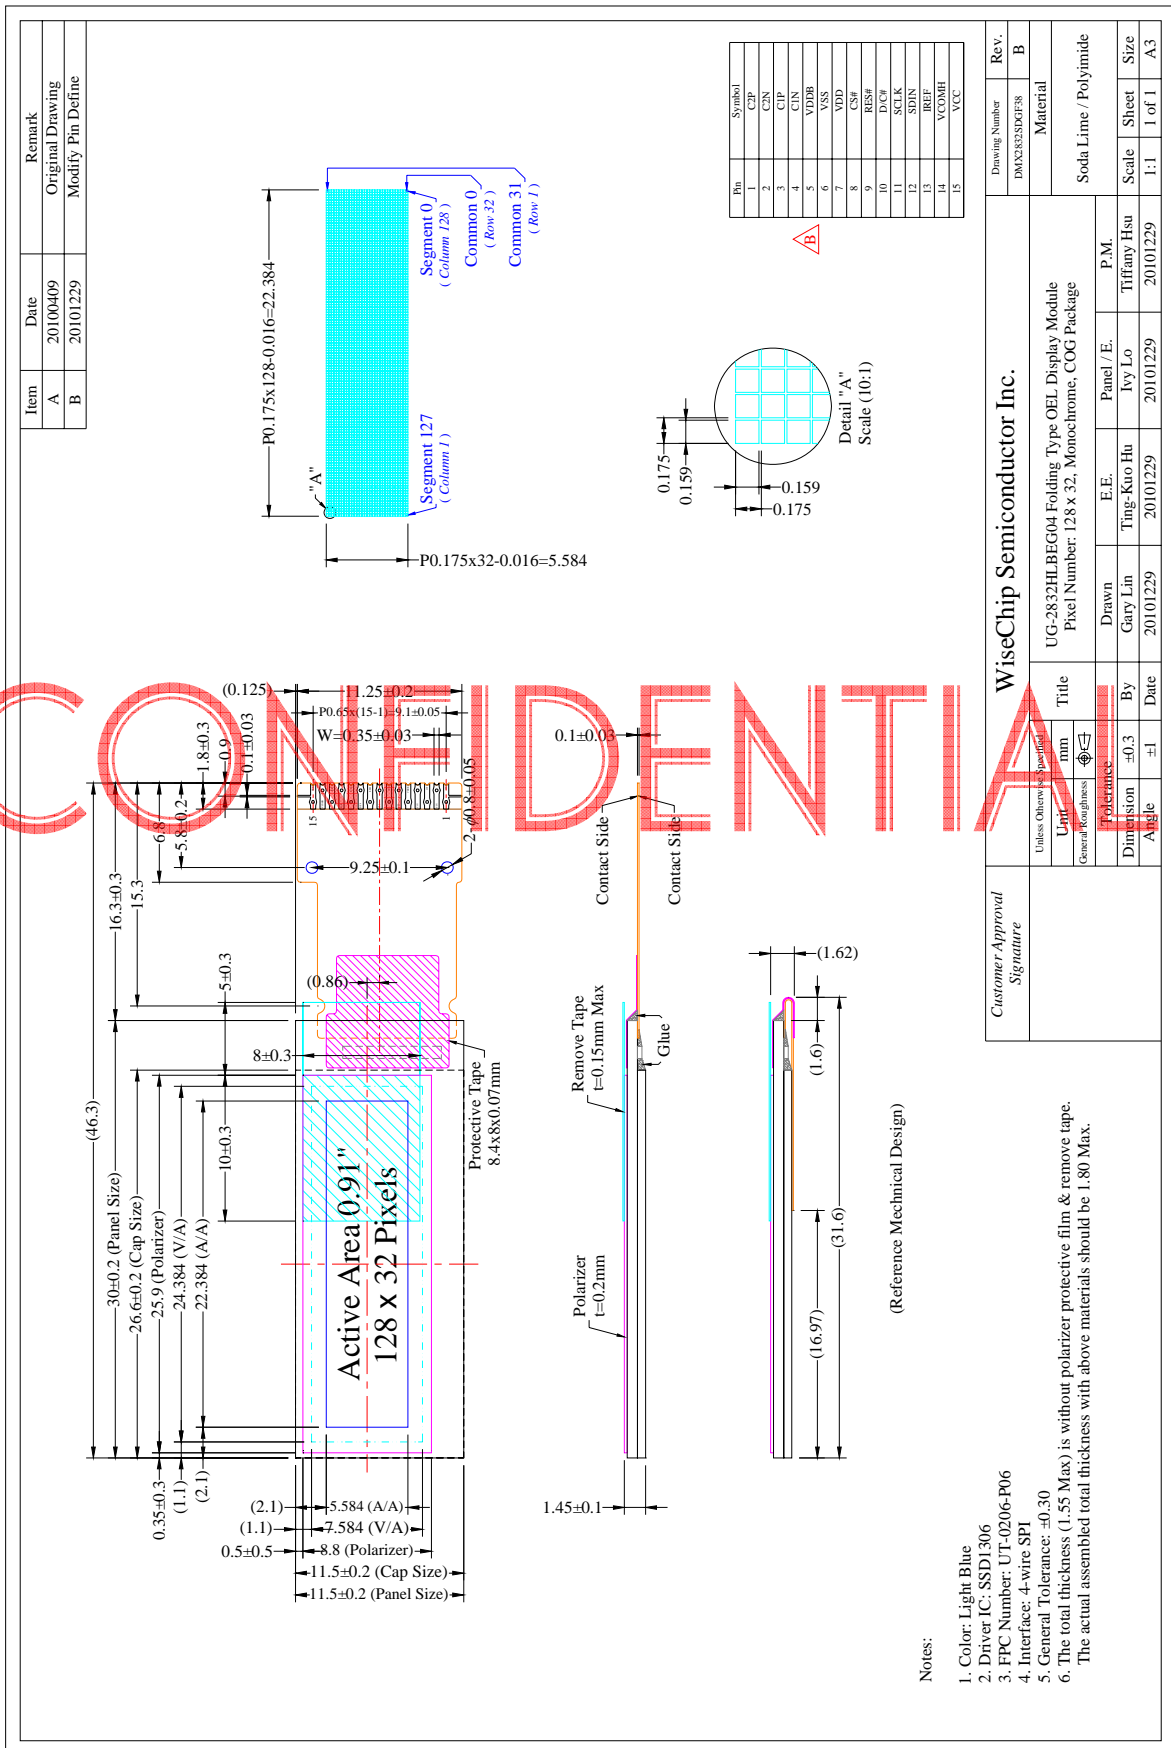 Item Date Remark
A 20100409 Original Drawing
B 20101229 Modify Pin Define
P0.175x128-0.016=22.384
"A"
P0.175x32-0.016=5.584
Segment 127
( Column 1 )
Segment 0
( Column 128 )
Common 0
( Row 32 )
Common 31
( Row 1 )
0.175
0.159
0.159
0.175
Detail "A"
Scale (10:1)
B
Pin Symbol
1 C2P
2 C2N
3 C1P
4 C1N
5 VDDB
6 VSS
7 VDD
8 CS#
9 RES#
10 D/C#
11 SCLK
12 SDIN
13 IREF
14 VCOMH
15 VCC
CONFIDENTIAL
(46.3)
30±0.2 (Panel Size)
16.3±0.3
26.6±0.2 (Cap Size)
15.3
25.9 (Polarizer)
6.8
24.384 (V/A)
5.8±0.2
22.384 (A/A)
1.8±0.3
0.9
0.1±0.03
10±0.3
5±0.3
0.35±0.3
(1.1)
(2.1)
(0.125)
11.25±0.2
P0.65x(15-1)=9.1±0.05
W=0.35±0.03
15
1
9.25±0.1
2-ϕ0.8±0.05
(0.86)
8±0.3
Protective Tape
8.4x8x0.07mm
Active Area 0.91"
128 x 32 Pixels
(2.1)
5.584 (A/A)
(1.1)
7.584 (V/A)
0.5±0.5
8.8 (Polarizer)
11.5±0.2 (Cap Size)
11.5±0.2 (Panel Size)
0.1±0.03
Contact Side
Contact Side
Remove Tape
t=0.15mm Max
Glue
Polarizer
t=0.2mm
1.45±0.1
(1.62)
(1.6)
(31.6)
(16.97)
(Reference Mechnical Design)
Notes:
1. Color: Light Blue
2. Driver IC: SSD1306
3. FPC Number: UT-0206-P06
4. Interface: 4-wire SPI
5. General Tolerance: ±0.30
6. The total thickness (1.55 Max) is without polarizer protective film & remove tape.
The actual assembled total thickness with above materials should be 1.80 Max.
Customer Approval
Signature
WiseChip Semiconductor Inc.
Drawing Number Rev.
DMX2832SDGF38 B
Unless Otherwise Specified
Unit mm
General Roughness
Tolerance
Dimension ±0.3
Angle ±1
Title
UG-2832HLBEG04 Folding Type OEL Display Module
Pixel Number: 128 x 32, Monochrome, COG Package
Material
Soda Lime / Polyimide
Drawn E.E. Panel / E. P.M.
By Gary Lin Ting-Kuo Hu Ivy Lo Tiffany Hsu
Date 20101229 20101229 20101229 20101229
Scale Sheet Size
1:1 1 of 1 A3